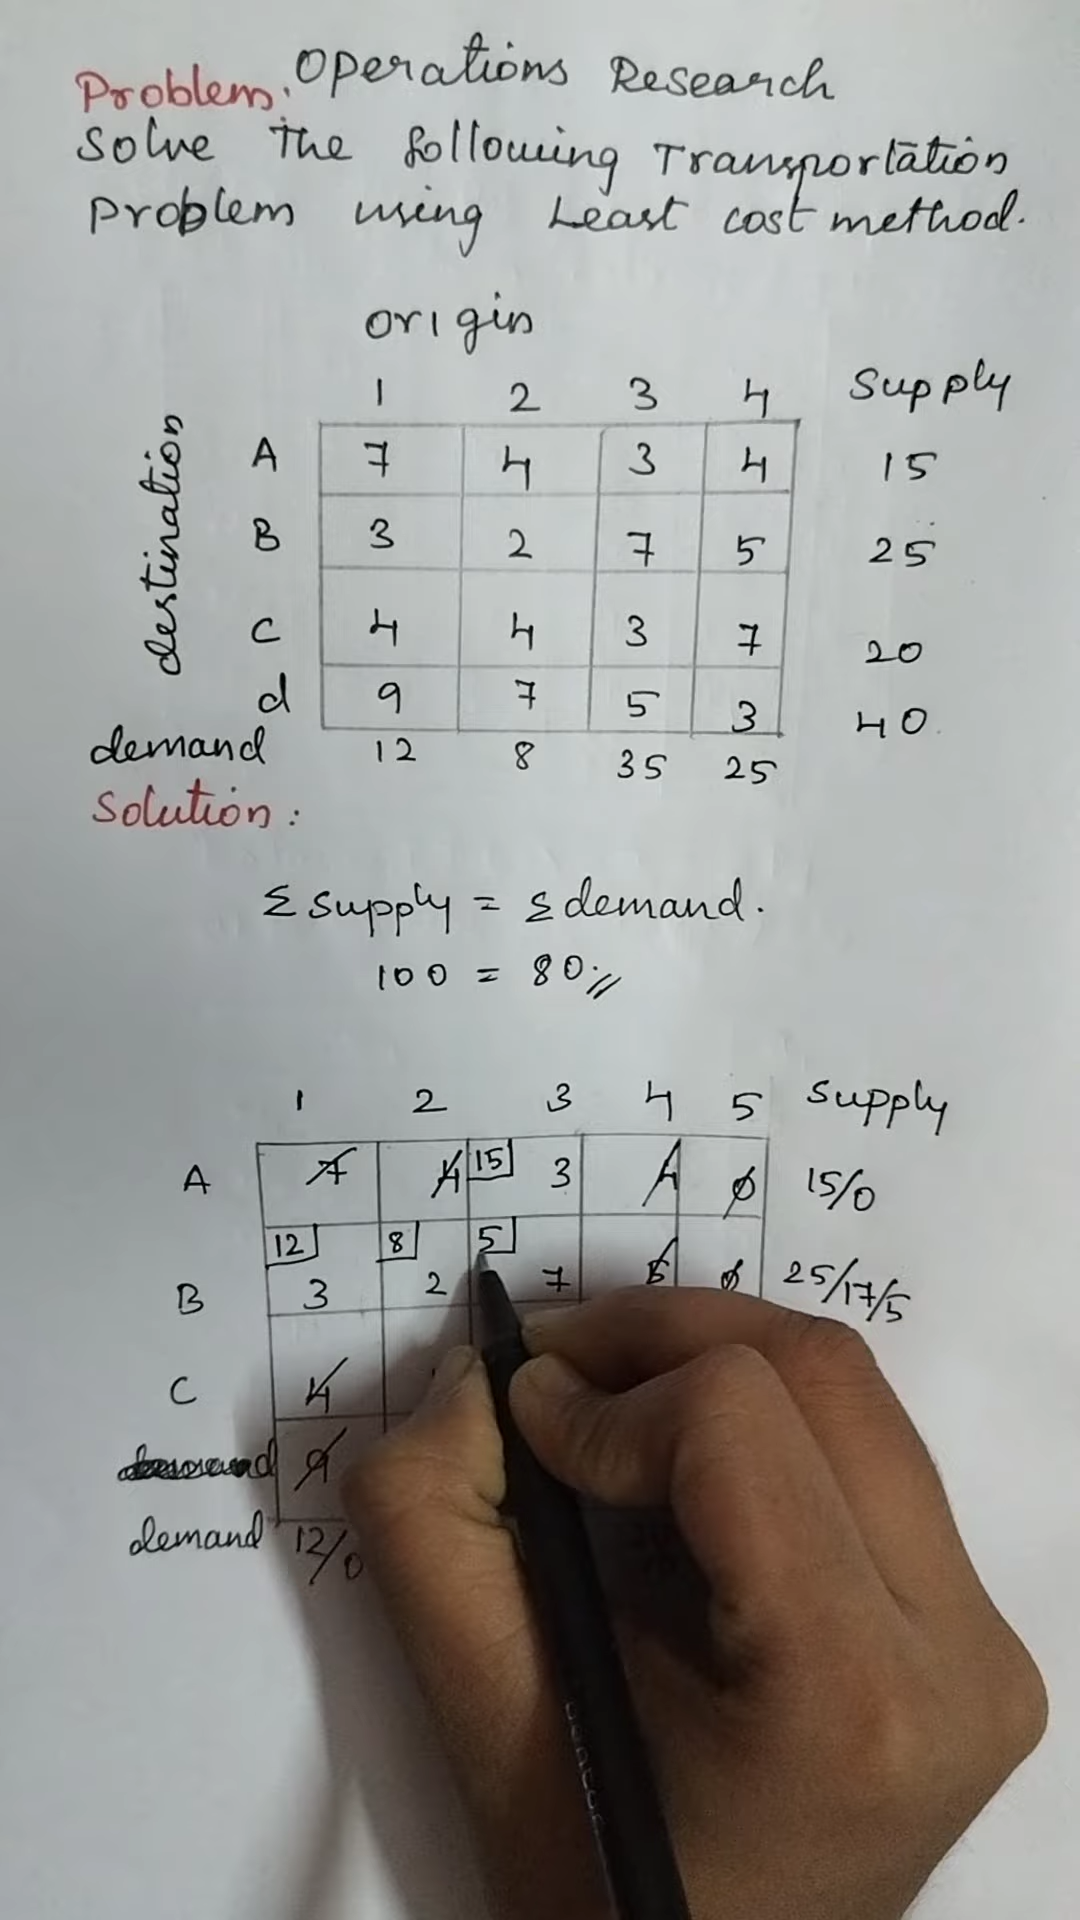 Operations Research
Problem.
Solve the following Transportation
Problem using Least cost method.
origin
1 2 3 4 Supply
destination
A 7 4 3 4 15
B 3 2 7 5 25
C 4 4 3 7 20
d 9 7 5 3 40
demand 12 8 35 25
Solution:
Σ supply = Σ demand.
100 = 80 //
1 2 3 4 5 Supply
A 7 4 15 3 4 0 15/0
12 8 5
B 3 2 7 5 0 25/17/5
C 4
d 9
demand 12/0